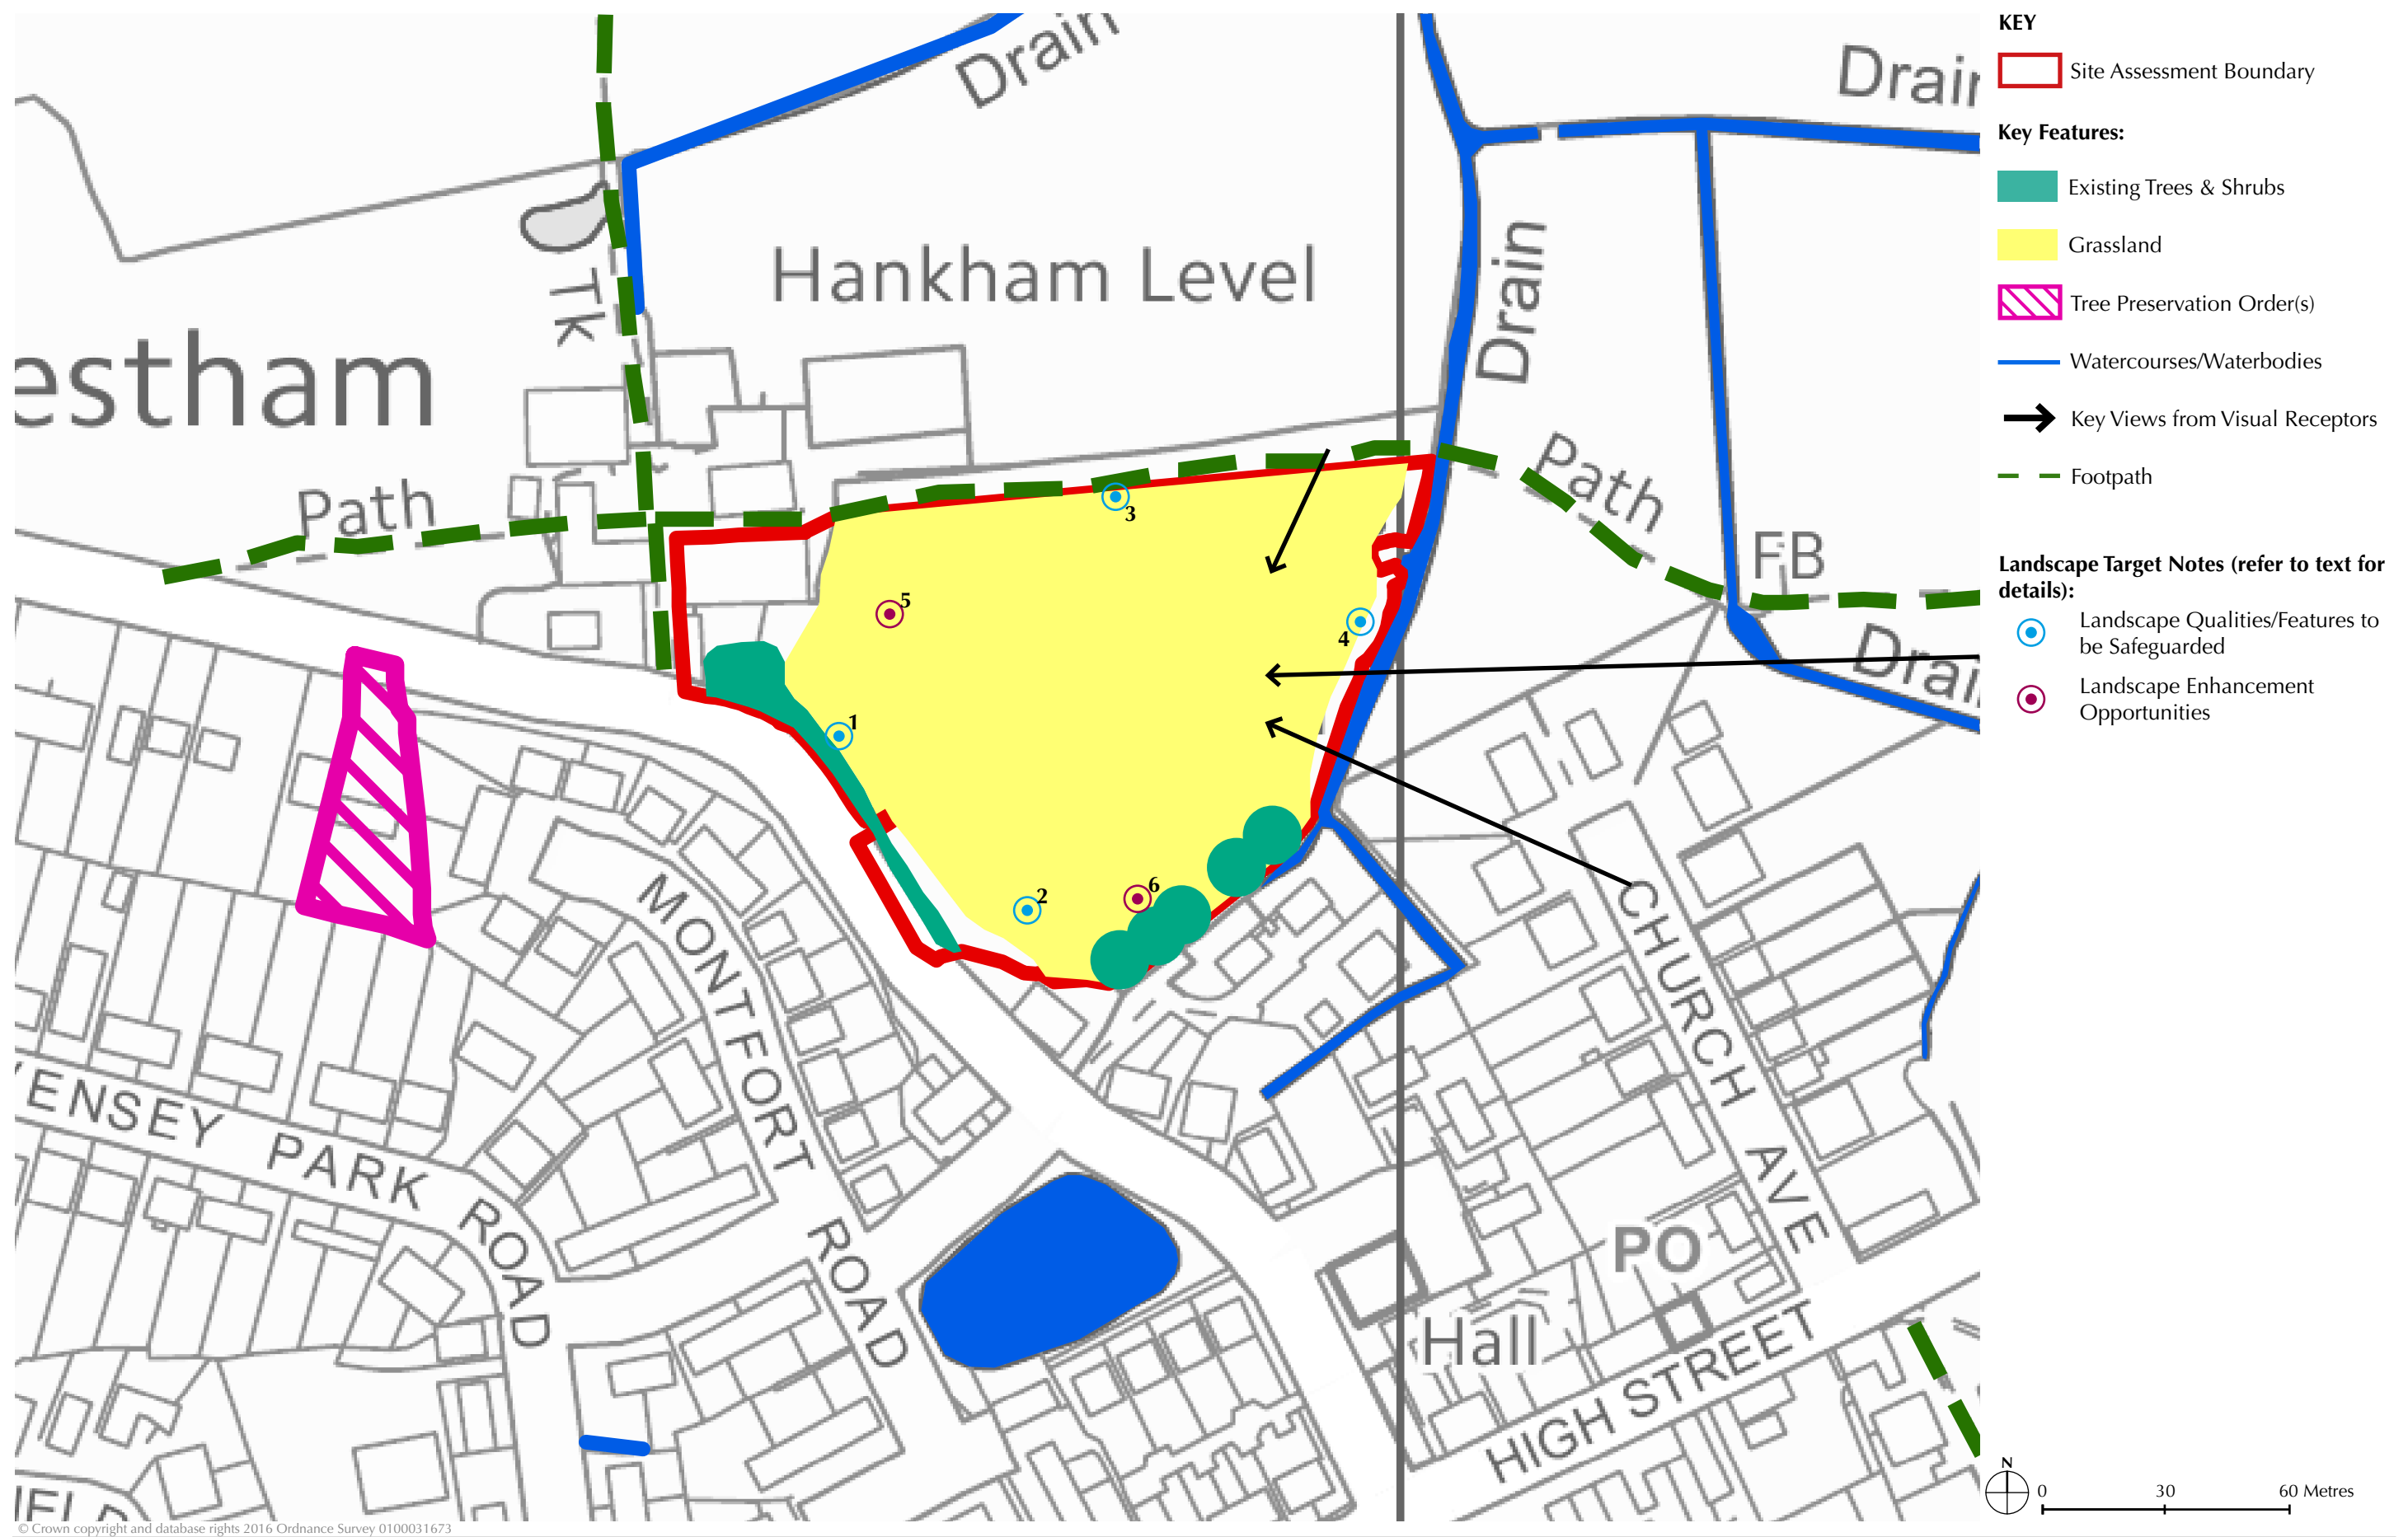 Drain
Drain
Hankham Level
Drain
Tk
estham
Path
Path
FB
Drain
3
5
4
1
2
6
MONTFORT
ROAD
CHURCH AVE
ENSEY PARK ROAD
PO
Hall
HIGH STREET
© Crown copyright and database rights 2016 Ordnance Survey 0100031673
KEY
Site Assessment Boundary
Key Features:
Existing Trees & Shrubs
Grassland
Tree Preservation Order(s)
Watercourses/Waterbodies
Key Views from Visual Receptors
Footpath
Landscape Target Notes (refer to text for
details):
Landscape Qualities/Features to
be Safeguarded
Landscape Enhancement
Opportunities
N
0 30 60 Metres